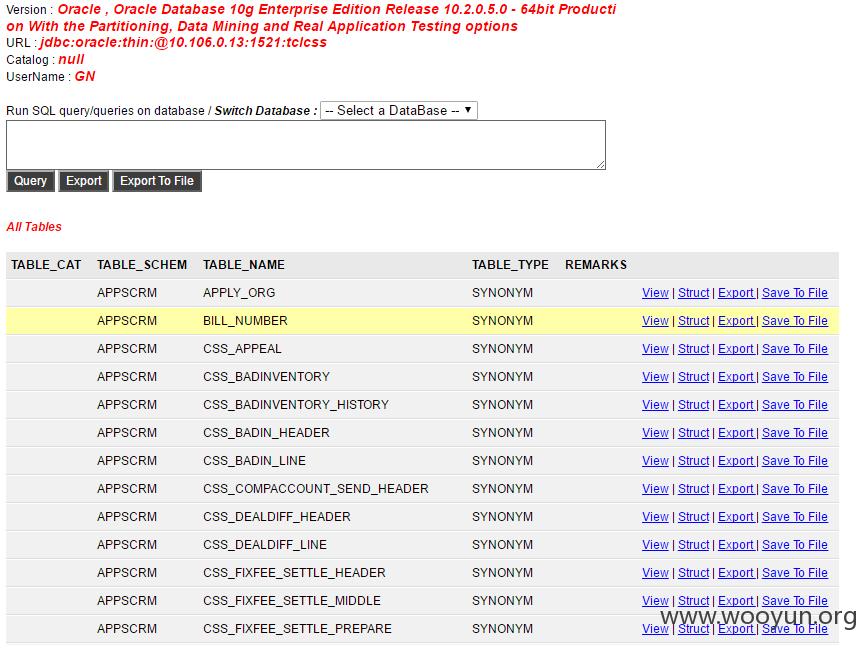 Version : Oracle , Oracle Database 10g Enterprise Edition Release 10.2.0.5.0 - 64bit Producti
on With the Partitioning, Data Mining and Real Application Testing options
URL : jdbc:oracle:thin:@10.106.0.13:1521:tclcss
Catalog : null
UserName : GN
Run SQL query/queries on database / Switch Database : -- Select a DataBase -- ▼
Query Export Export To File
All Tables
TABLE_CAT TABLE_SCHEM TABLE_NAME TABLE_TYPE REMARKS
APPSCRM APPLY_ORG SYNONYM View | Struct | Export | Save To File
APPSCRM BILL_NUMBER SYNONYM View | Struct | Export | Save To File
APPSCRM CSS_APPEAL SYNONYM View | Struct | Export | Save To File
APPSCRM CSS_BADINVENTORY SYNONYM View | Struct | Export | Save To File
APPSCRM CSS_BADINVENTORY_HISTORY SYNONYM View | Struct | Export | Save To File
APPSCRM CSS_BADIN_HEADER SYNONYM View | Struct | Export | Save To File
APPSCRM CSS_BADIN_LINE SYNONYM View | Struct | Export | Save To File
APPSCRM CSS_COMPACCOUNT_SEND_HEADER SYNONYM View | Struct | Export | Save To File
APPSCRM CSS_DEALDIFF_HEADER SYNONYM View | Struct | Export | Save To File
APPSCRM CSS_DEALDIFF_LINE SYNONYM View | Struct | Export | Save To File
APPSCRM CSS_FIXFEE_SETTLE_HEADER SYNONYM View | Struct | Export | Save To File
APPSCRM CSS_FIXFEE_SETTLE_MIDDLE SYNONYM View | Struct | Export | Save To File
www.wooyun.org
APPSCRM CSS_FIXFEE_SETTLE_PREPARE SYNONYM View | Struct | Export | Save To File